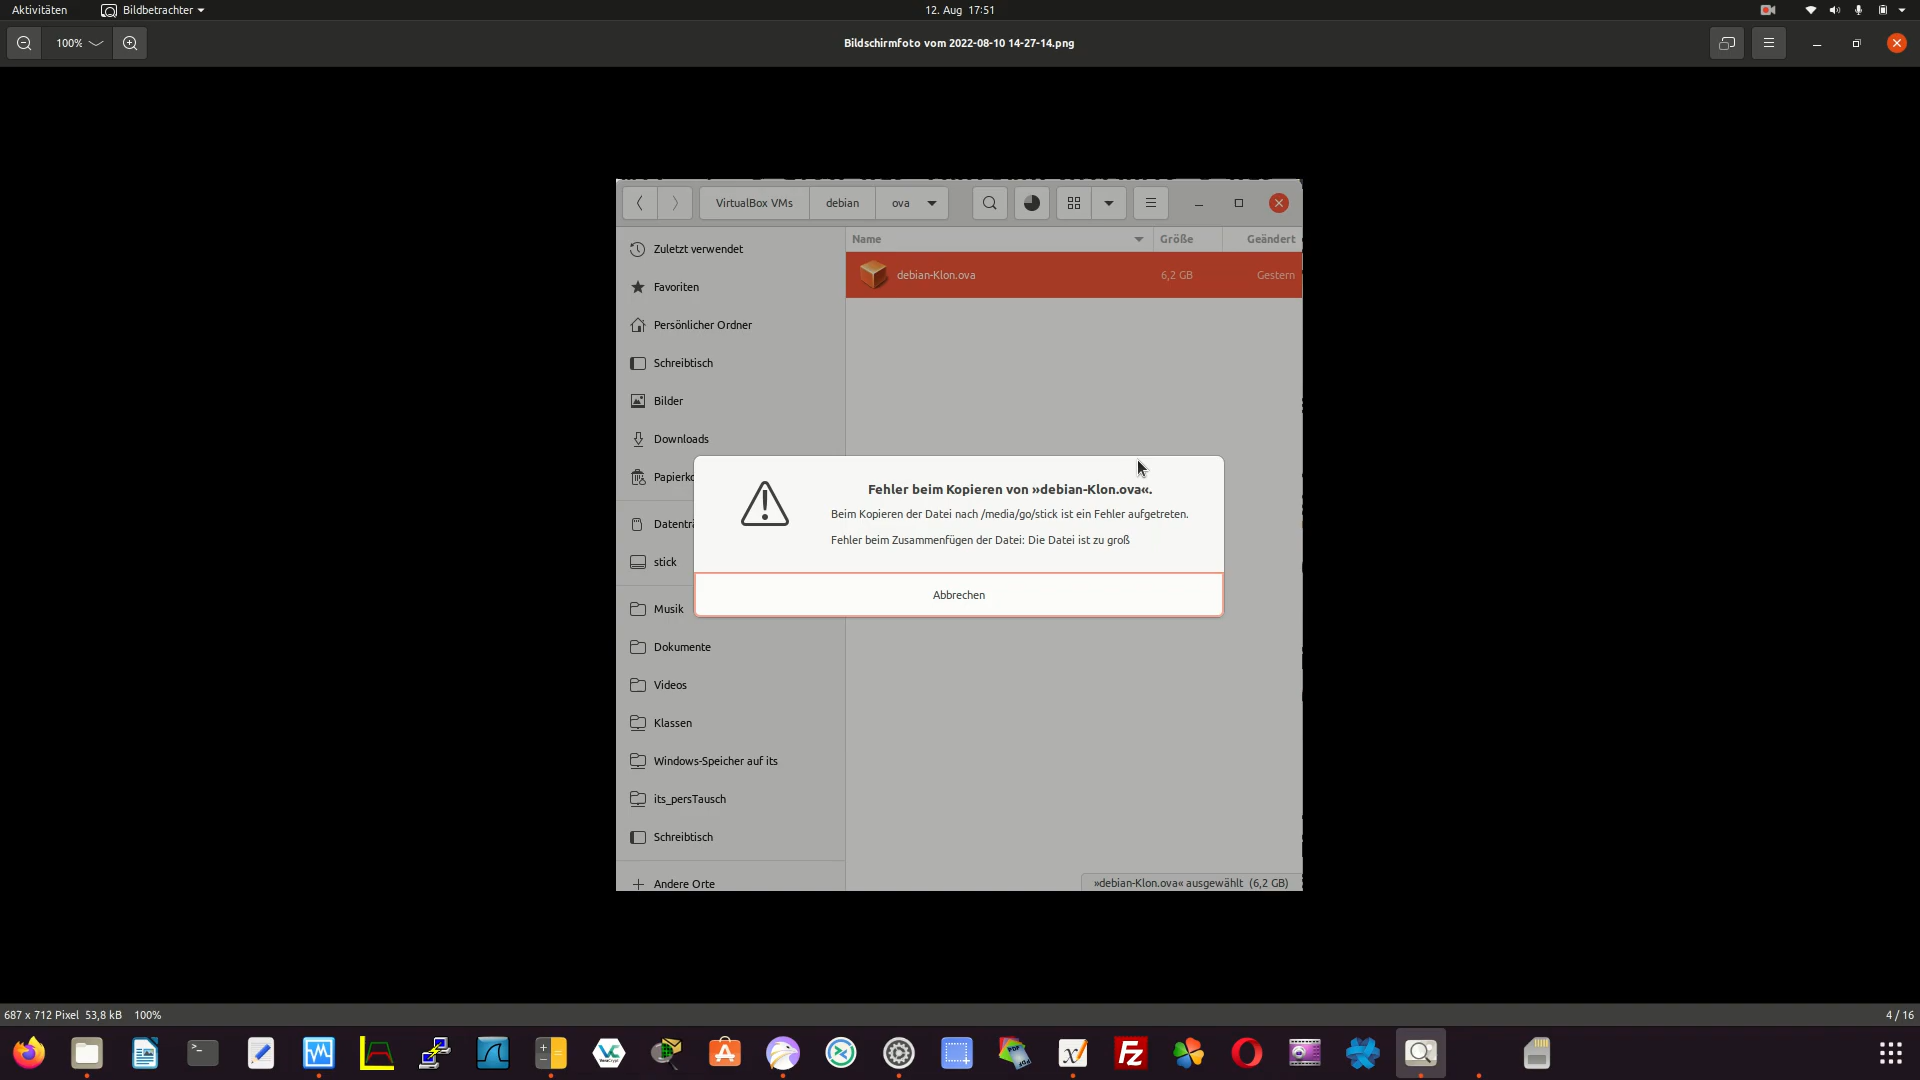 Aktivitäten
Bildbetrachter
12. Aug 17:51
100%
Bildschirmfoto vom 2022-08-10 14-27-14.png
VirtualBox VMs
debian
ova
Name
Größe
Geändert
Zuletzt verwendet
debian-Klon.ova
6,2 GB
Gestern
Favoriten
Persönlicher Ordner
Schreibtisch
Bilder
Downloads
Papierko
Fehler beim Kopieren von »debian-Klon.ova«.
Beim Kopieren der Datei nach /media/go/stick ist ein Fehler aufgetreten.
Datenträ
Fehler beim Zusammenfügen der Datei: Die Datei ist zu groß
stick
Abbrechen
Musik
Dokumente
Videos
Klassen
Windows-Speicher auf its
its_persTausch
Schreibtisch
Andere Orte
»debian-Klon.ova« ausgewählt (6,2 GB)
687 x 712 Pixel 53,8 kB 100%
4 / 16